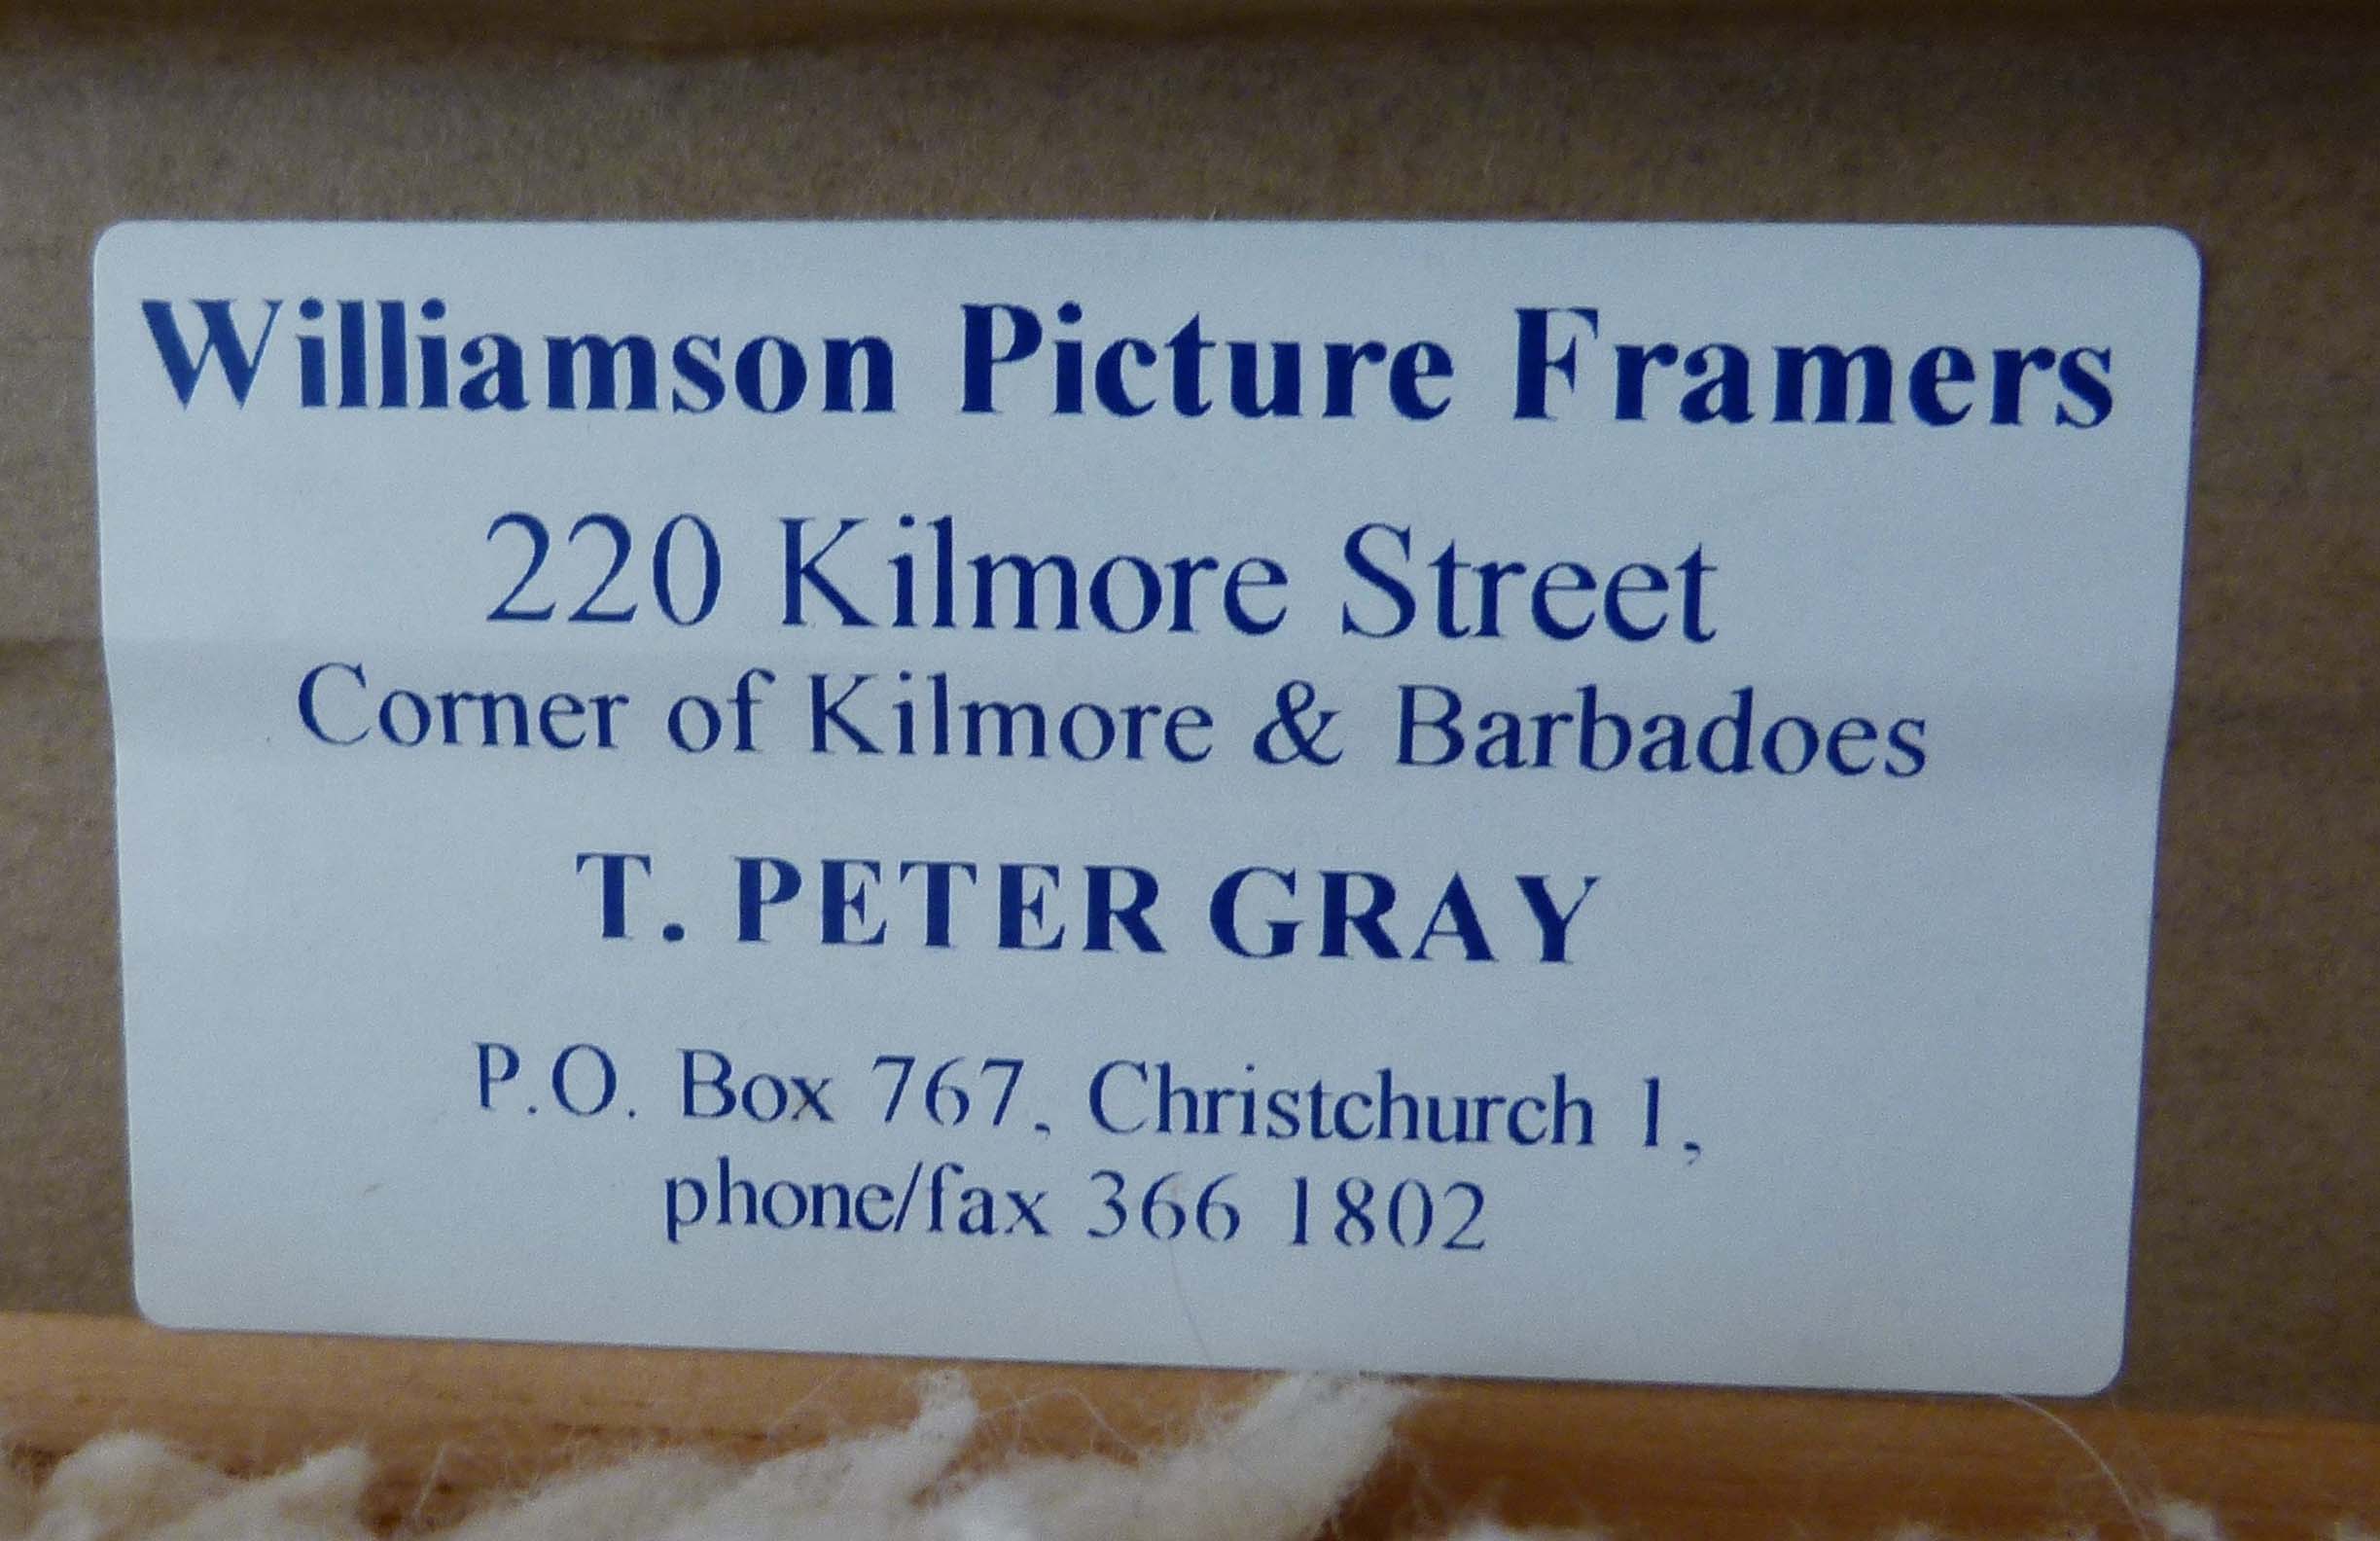 Williamson Picture Framers
220 Kilmore Street
Corner of Kilmore & Barbadoes
T. PETER GRAY
P.O. Box 767, Christchurch 1,
phone/fax 366 1802